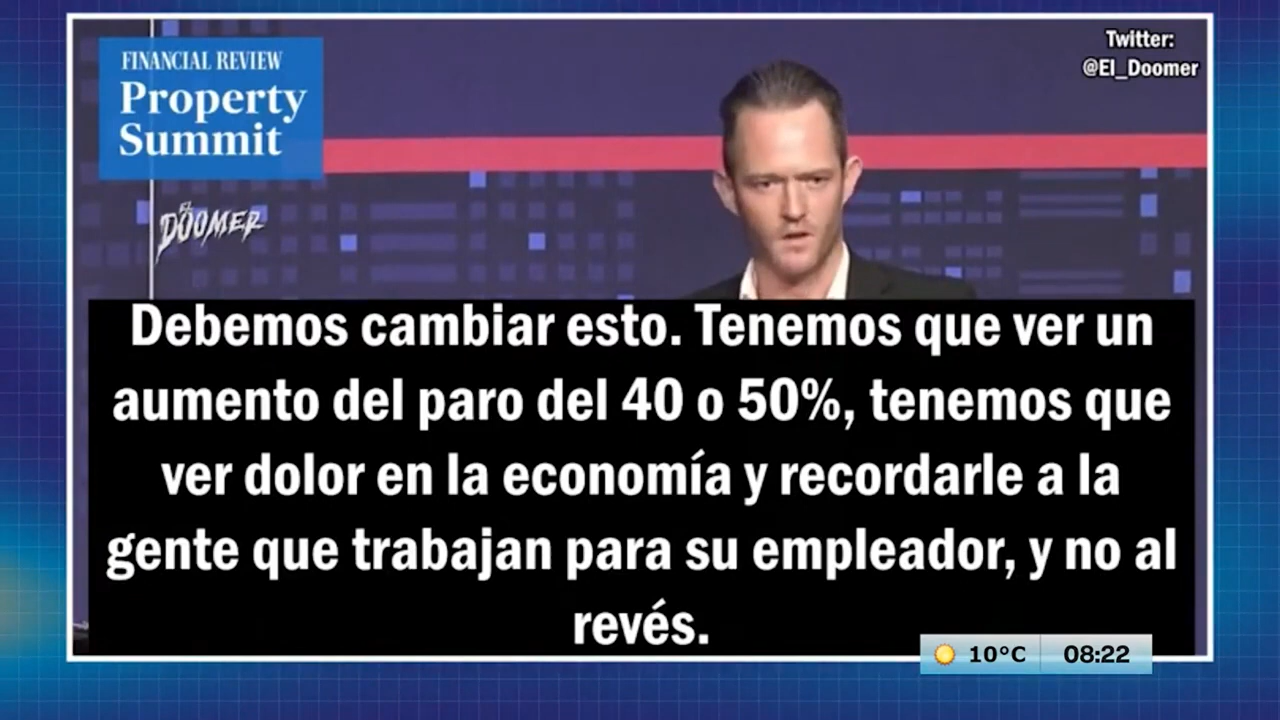 FINANCIAL REVIEW
Property
Summit
Twitter:
@El_Doomer
EL
DOOMER
Debemos cambiar esto. Tenemos que ver un
aumento del paro del 40 o 50%, tenemos que
ver dolor en la economía y recordarle a la
gente que trabajan para su empleador, y no al
revés.
10°C 08:22